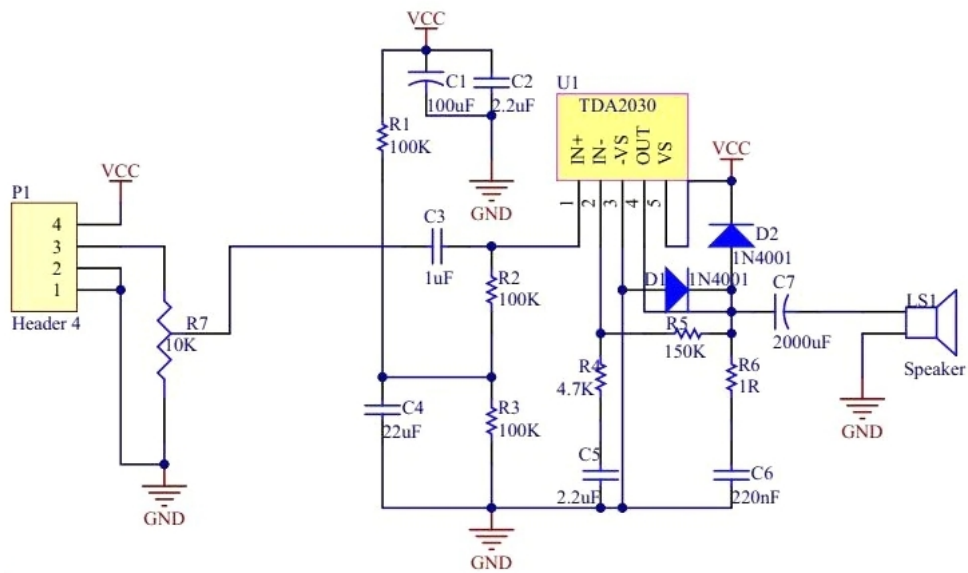 VCC
C1
100uF
C2
2.2uF
R1
100K
GND
U1
TDA2030
IN+
IN-
-VS
OUT
VS
1
2
3
4
5
VCC
D2
1N4001
D1
1N4001
VCC
P1
4
3
2
1
Header 4
R7
10K
GND
C3
1uF
R2
100K
C4
22uF
R3
100K
GND
R5
150K
R4
4.7K
C5
2.2uF
C7
2000uF
R6
1R
C6
220nF
LS1
Speaker
GND